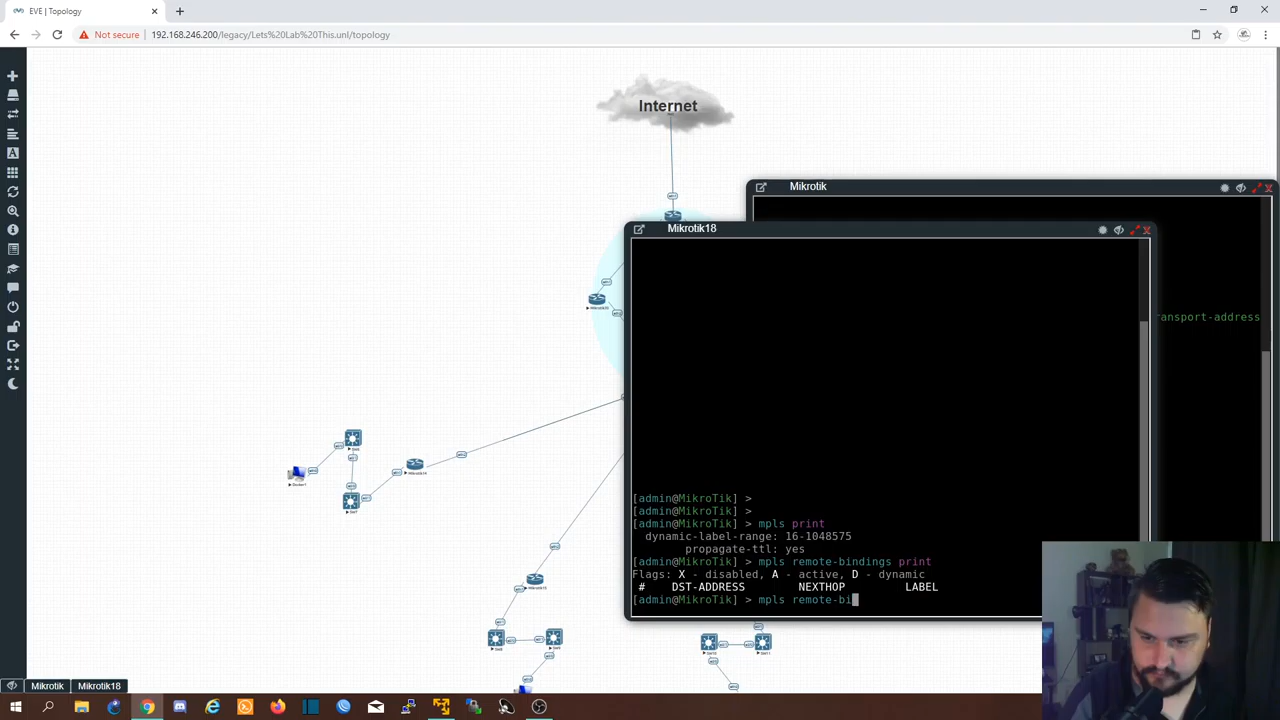 EVE | Topology
Not secure
192.168.246.200/legacy/Lets%20Lab%20This.unl/topology
Internet
Mikrotik
Mikrotik18
ransport-address
[admin@MikroTik] >
[admin@MikroTik] >
[admin@MikroTik] > mpls print
dynamic-label-range: 16-1048575
propagate-ttl: yes
[admin@MikroTik] > mpls remote-bindings print
Flags: X - disabled, A - active, D - dynamic
# DST-ADDRESS NEXTHOP LABEL
[admin@MikroTik] > mpls remote-bi
Mikrotik
Mikrotik18